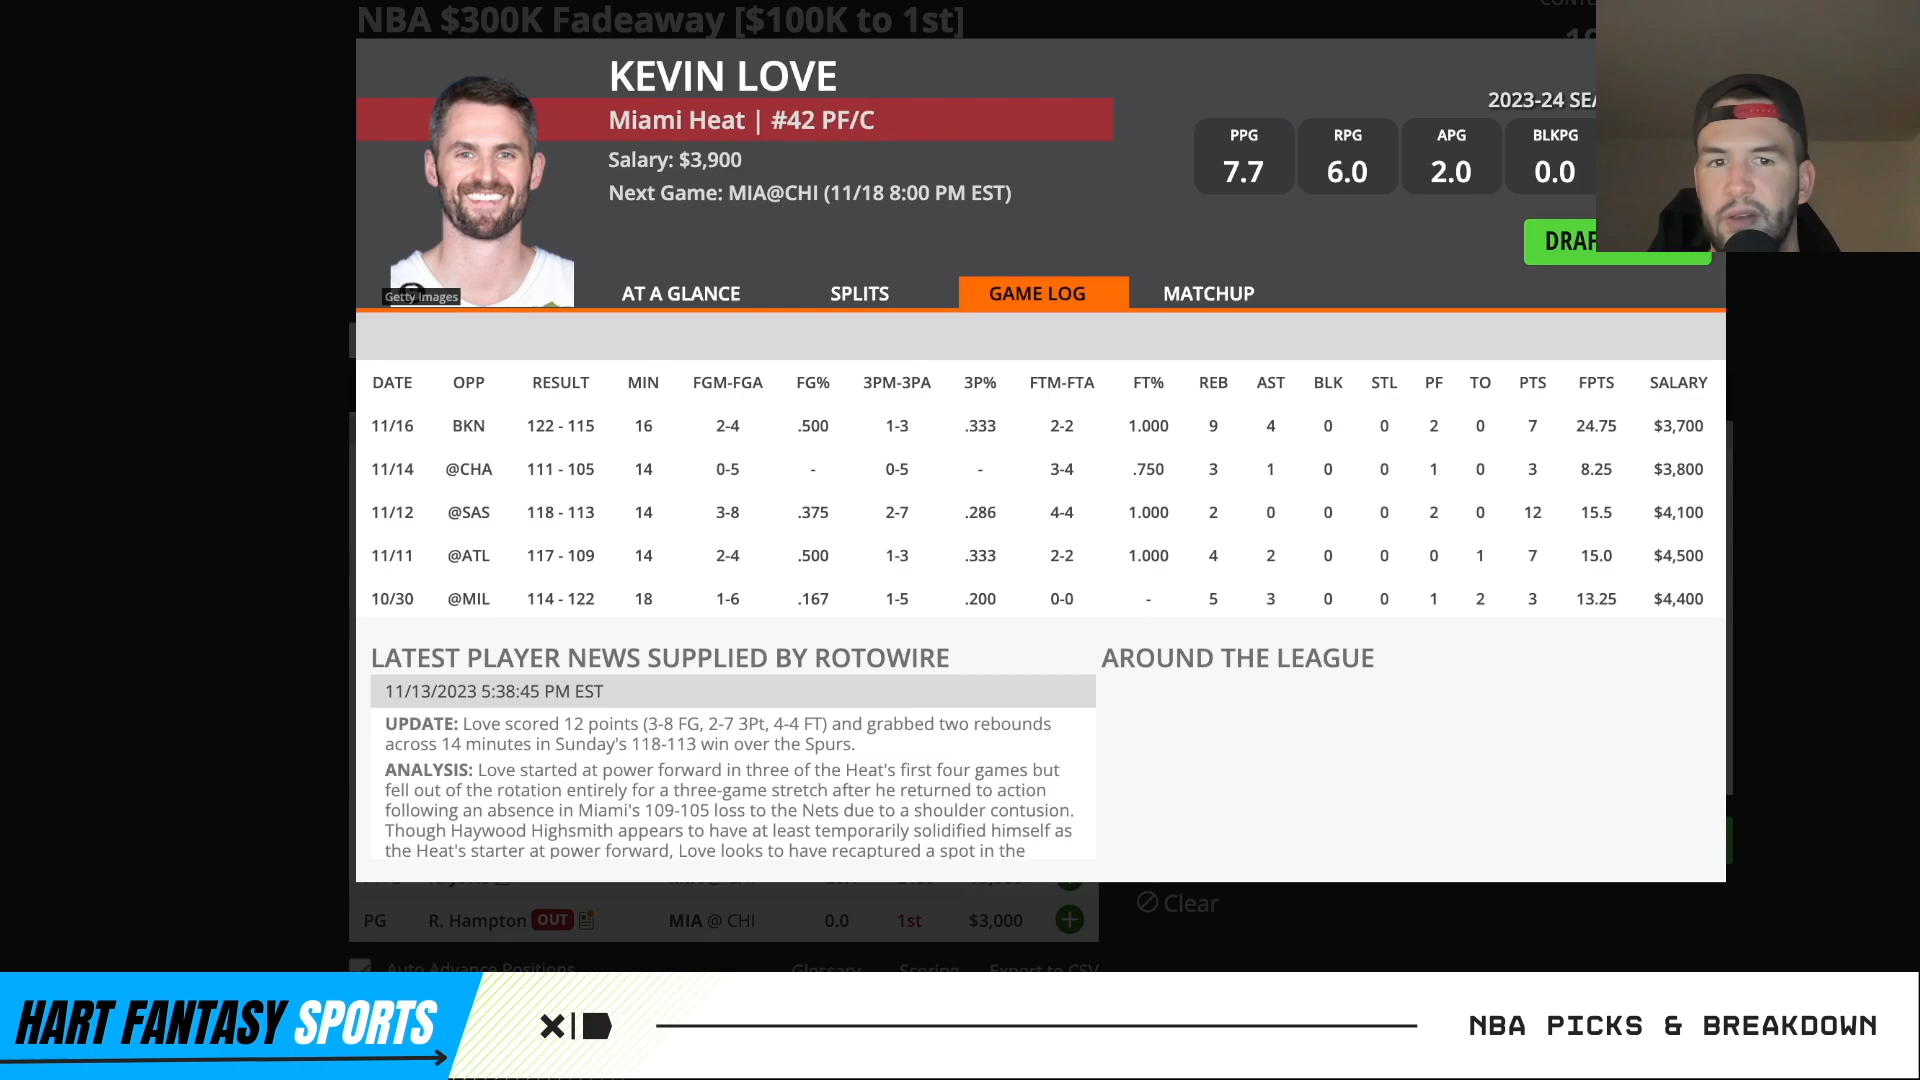 NBA $300K Fadeaway [$100K to 1st]
KEVIN LOVE
Miami Heat | #42 PF/C
Salary: $3,900
Next Game: MIA@CHI (11/18 8:00 PM EST)
2023-24
PPG RPG APG BLKPG
7.7 6.0 2.0 0.0
Getty Images
AT A GLANCE SPLITS GAME LOG MATCHUP
DATE OPP RESULT MIN FGM-FGA FG% 3PM-3PA 3P% FTM-FTA FT% REB AST BLK STL PF TO PTS FPTS SALARY
11/16 BKN 122 - 115 16 2-4 .500 1-3 .333 2-2 1.000 9 4 0 0 2 0 7 24.75 $3,700
11/14 @CHA 111 - 105 14 0-5 - 0-5 - 3-4 .750 3 1 0 0 1 0 3 8.25 $3,800
11/12 @SAS 118 - 113 14 3-8 .375 2-7 .286 4-4 1.000 2 0 0 0 2 0 12 15.5 $4,100
11/11 @ATL 117 - 109 14 2-4 .500 1-3 .333 2-2 1.000 4 2 0 0 0 1 7 15.0 $4,500
10/30 @MIL 114 - 122 18 1-6 .167 1-5 .200 0-0 - 5 3 0 0 1 2 3 13.25 $4,400
LATEST PLAYER NEWS SUPPLIED BY ROTOWIRE
AROUND THE LEAGUE
11/13/2023 5:38:45 PM EST
UPDATE: Love scored 12 points (3-8 FG, 2-7 3Pt, 4-4 FT) and grabbed two rebounds
across 14 minutes in Sunday's 118-113 win over the Spurs.
ANALYSIS: Love started at power forward in three of the Heat's first four games but
fell out of the rotation entirely for a three-game stretch after he returned to action
following an absence in Miami's 109-105 loss to the Nets due to a shoulder contusion.
Though Haywood Highsmith appears to have at least temporarily solidified himself as
the Heat's starter at power forward, Love looks to have recaptured a spot in the
Clear
PG R. Hampton OUT MIA @ CHI 0.0 1st $3,000
Auto Advance Positions Glossary Scoring Export to CSV
HART FANTASY SPORTS
NBA PICKS & BREAKDOWN